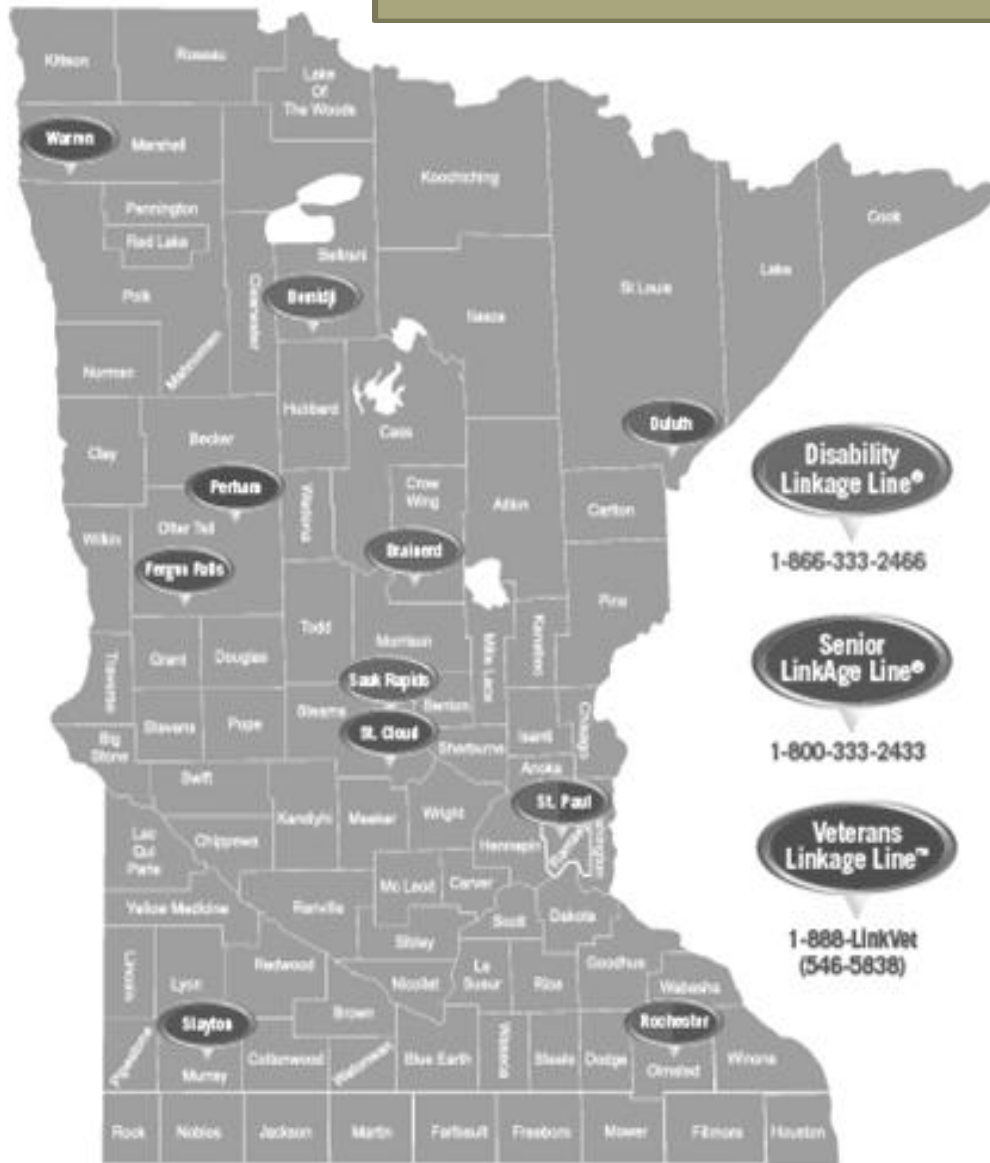 Kittson
Roseau
Lake
Of
The Woods
Warren
Marshall
Koochiching
Pennington
Red Lake
Cook
Beltrami
Lake
St Louis
Polk
Clearwater
Bemidji
Itasca
Norman
Mahnomen
Hubbard
Cass
Duluth
Clay
Becker
Disability
Linkage Line®
Perham
Crow
Wing
Wadena
Aitkin
Carlton
Otter Tail
Wilkin
Brainerd
1-866-333-2466
Fergus Falls
Pine
Todd
Morrison
Kanabec
Mille Lacs
Senior
LinkAge Line®
Grant
Douglas
Traverse
Sauk Rapids
Stearns
Benton
Stevens
Pope
St. Cloud
Isanti
Chisago
Big
Stone
Sherburne
1-800-333-2433
Anoka
Swift
St. Paul
Kandiyohi
Meeker
Wright
Veterans
Linkage Line™
Lac
Qui
Parle
Chippewa
Hennepin
Mc Leod
Carver
Yellow Medicine
Renville
Scott
Dakota
1-888-LinkVet
(546-5838)
Sibley
Goodhue
Lincoln
Lyon
Redwood
Nicollet
Le
Sueur
Rice
Wabasha
Brown
Slayton
Rochester
Pipestone
Murray
Cottonwood
Watonwan
Blue Earth
Waseca
Steele
Dodge
Olmsted
Winona
Rock
Nobles
Jackson
Martin
Faribault
Freeborn
Mower
Fillmore
Houston